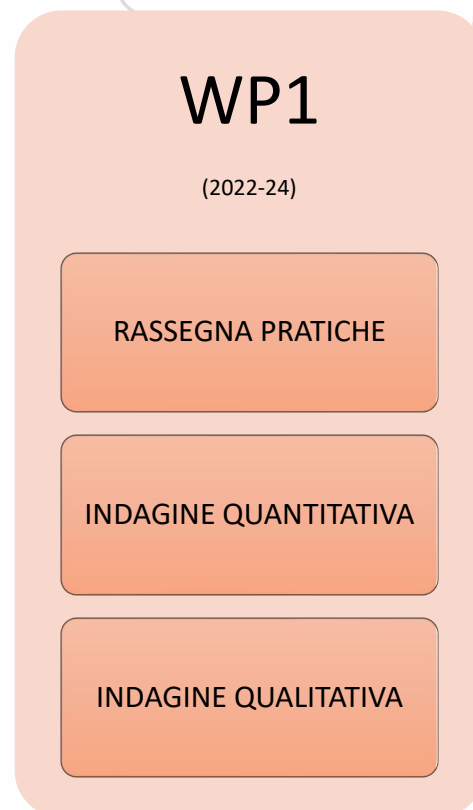 WP1
(2022-24)
RASSEGNA PRATICHE
INDAGINE QUANTITATIVA
INDAGINE QUALITATIVA